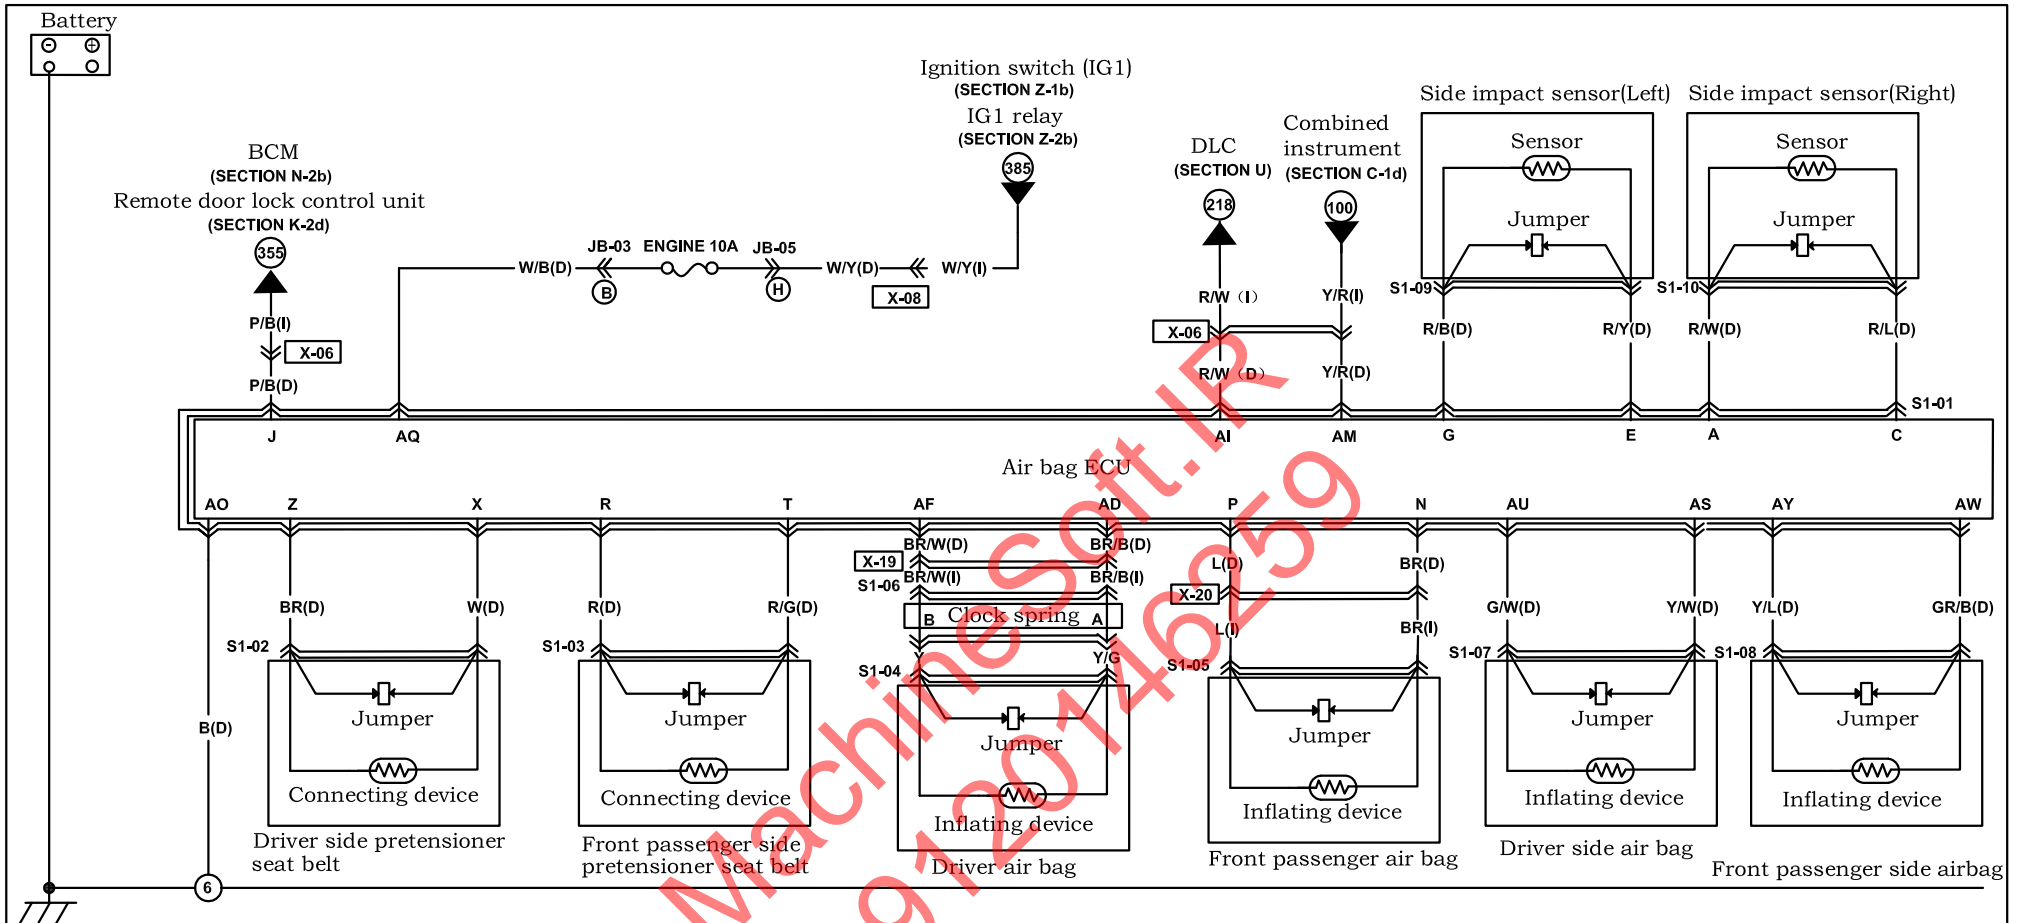 Battery
Ignition switch (IG1)
(SECTION Z-1b)
IG1 relay
(SECTION Z-2b)
385
BCM
(SECTION N-2b)
Remote door lock control unit
(SECTION K-2d)
355
DLC
(SECTION U)
218
Combined
instrument
(SECTION C-1d)
100
Side impact sensor(Left)
Sensor
Jumper
Side impact sensor(Right)
Sensor
Jumper
JB-03 ENGINE 10A JB-05
W/B(D)
B
H
W/Y(D)
W/Y(I)
X-08
P/B(I)
X-06
P/B(D)
R/W (I)
Y/R(I)
X-06
R/W (D)
Y/R(D)
S1-09
R/B(D)
R/Y(D)
S1-10
R/W(D)
R/L(D)
S1-01
J AQ AI AM G E A C
Air bag ECU
AO Z X R T AF AD P N AU AS AY AW
BR/W(D)
BR/B(D)
X-19
BR/W(I)
BR/B(I)
S1-06
B Clock spring A
Y
Y/G
S1-04
L(D)
BR(D)
X-20
L(I)
BR(I)
S1-05
BR(D)
W(D)
S1-02
R(D)
R/G(D)
S1-03
G/W(D)
Y/W(D)
S1-07
Y/L(D)
GR/B(D)
S1-08
B(D)
Jumper
Connecting device
Driver side pretensioner
seat belt
Jumper
Connecting device
Front passenger side
pretensioner seat belt
Jumper
Inflating device
Driver air bag
Jumper
Inflating device
Front passenger air bag
Jumper
Inflating device
Driver side air bag
Jumper
Inflating device
Front passenger side airbag
6
MachineSoft.IR
9120146259